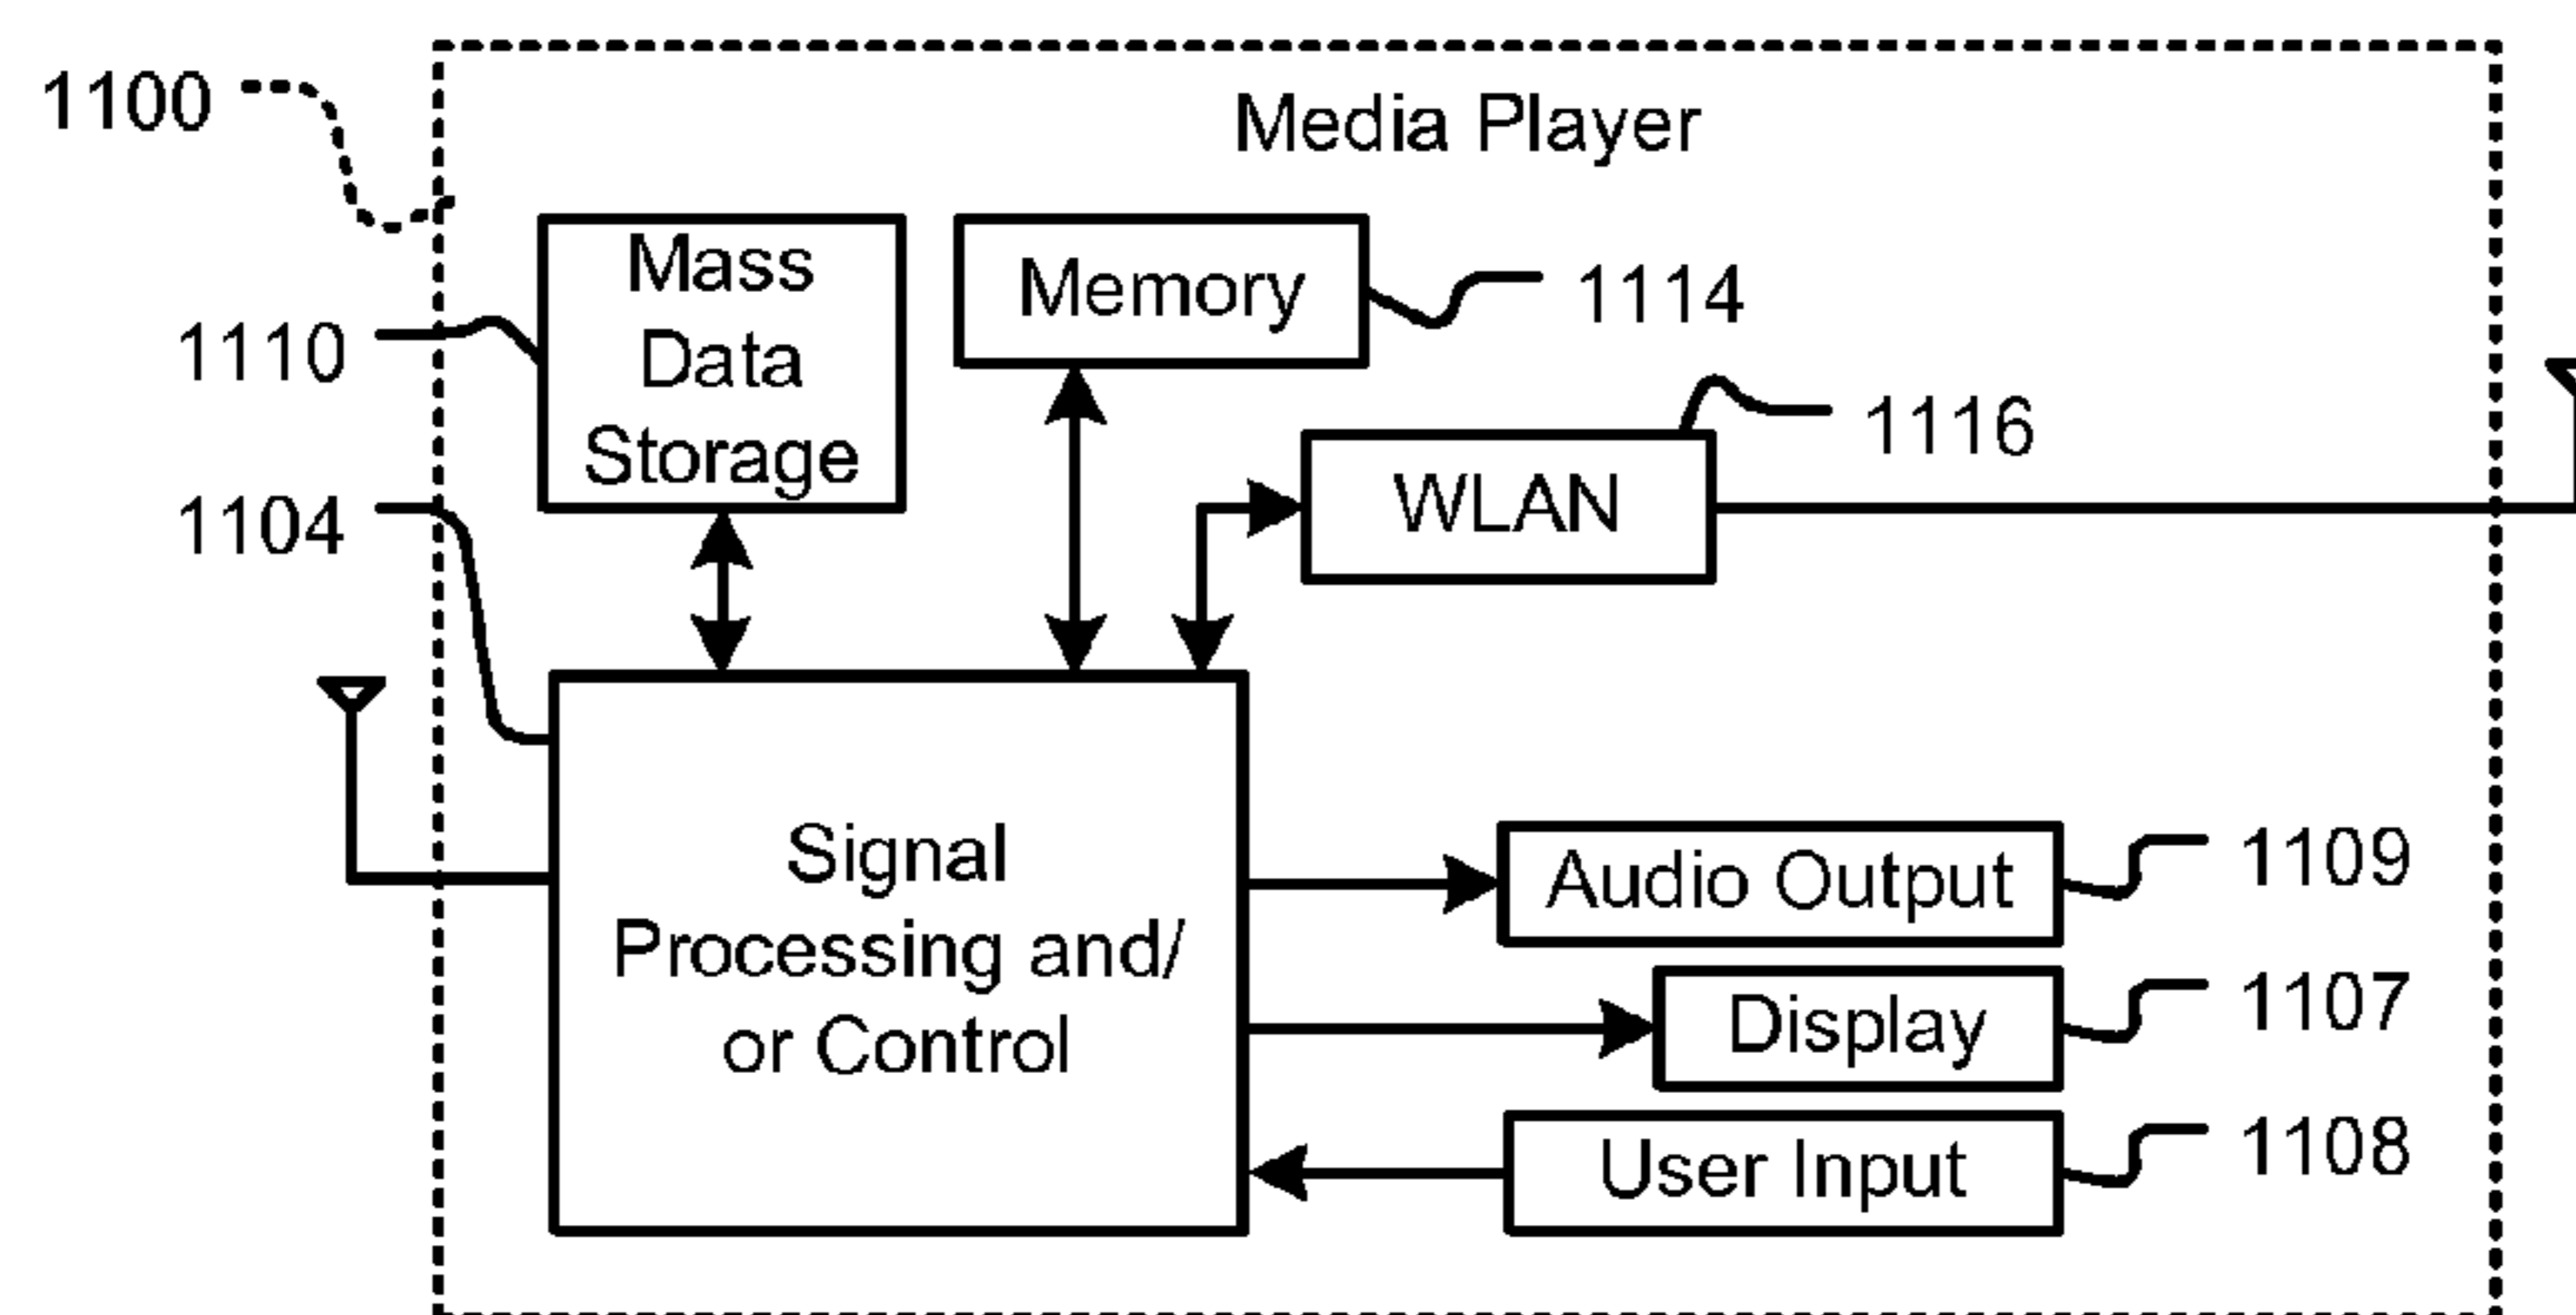 1100
Media Player
Mass
Data
Storage
1110
Memory
1114
1116
WLAN
1104
Signal
Processing and/
or Control
Audio Output
1109
Display
1107
User Input
1108